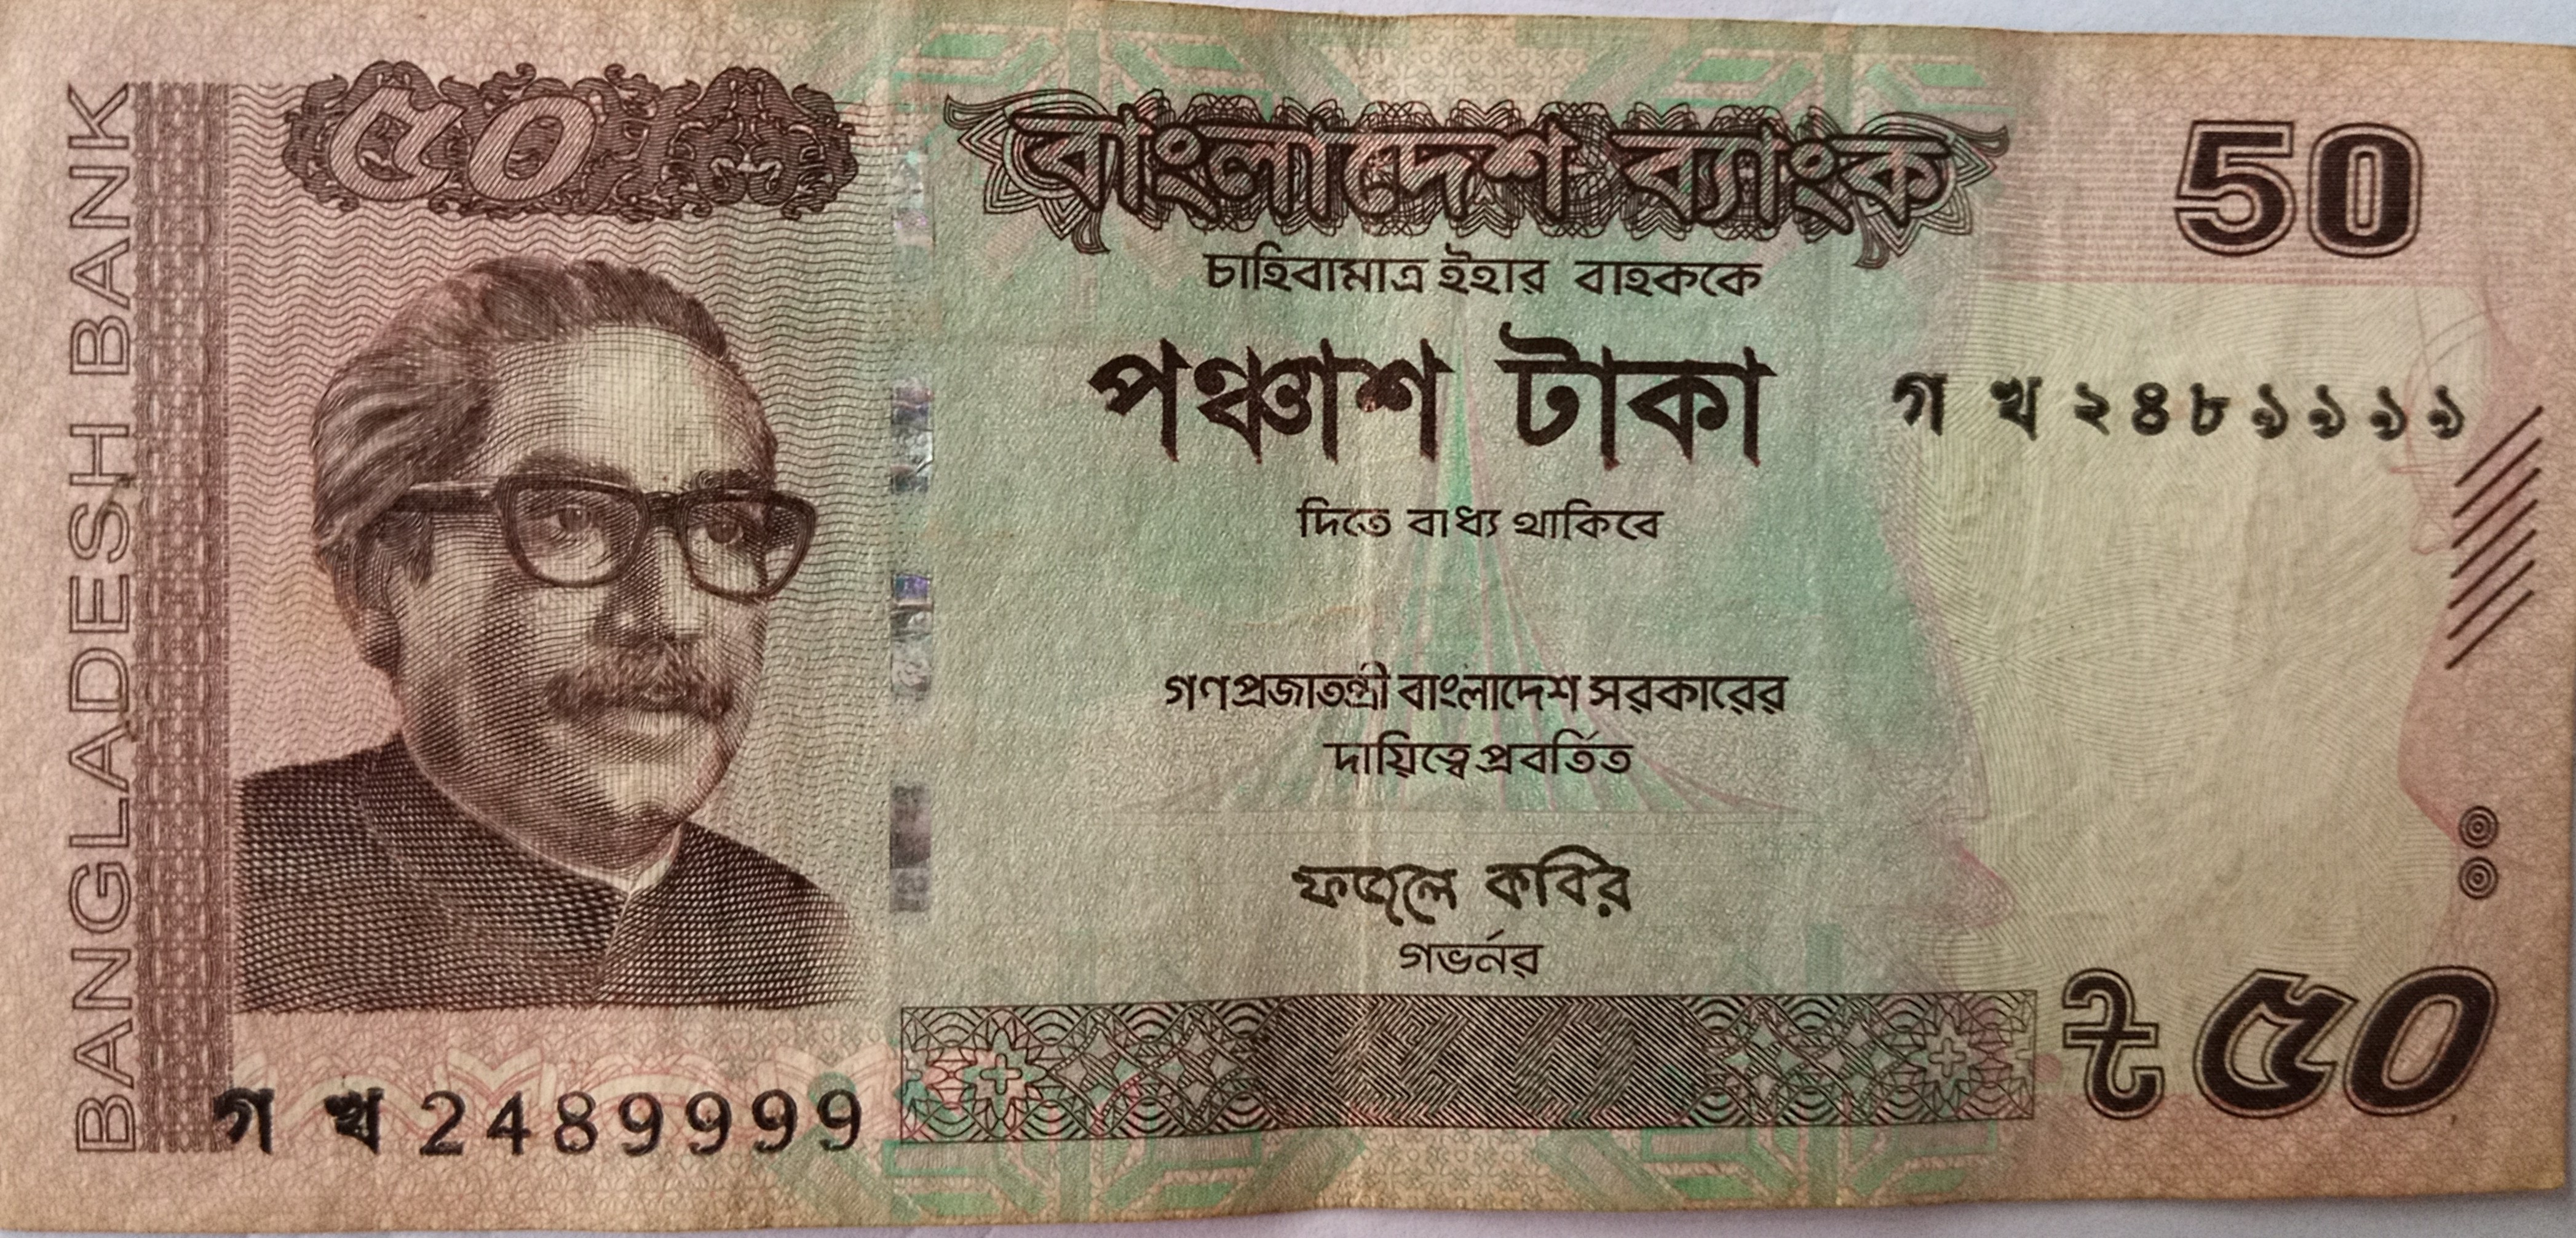 BANGLADESH BANK
৫০
বাংলাদেশ ব্যাংক
50
চাহিবামাত্র ইহার বাহককে
পঞ্চাশ টাকা
গ খ ২৪৮৯৯৯৯
দিতে বাধ্য থাকিবে
গণপ্রজাতন্ত্রী বাংলাদেশ সরকারের
দায়িত্বে প্রবর্তিত
ফজলে কবির
গভর্নর
৳ ৫০
গ খ 2489999